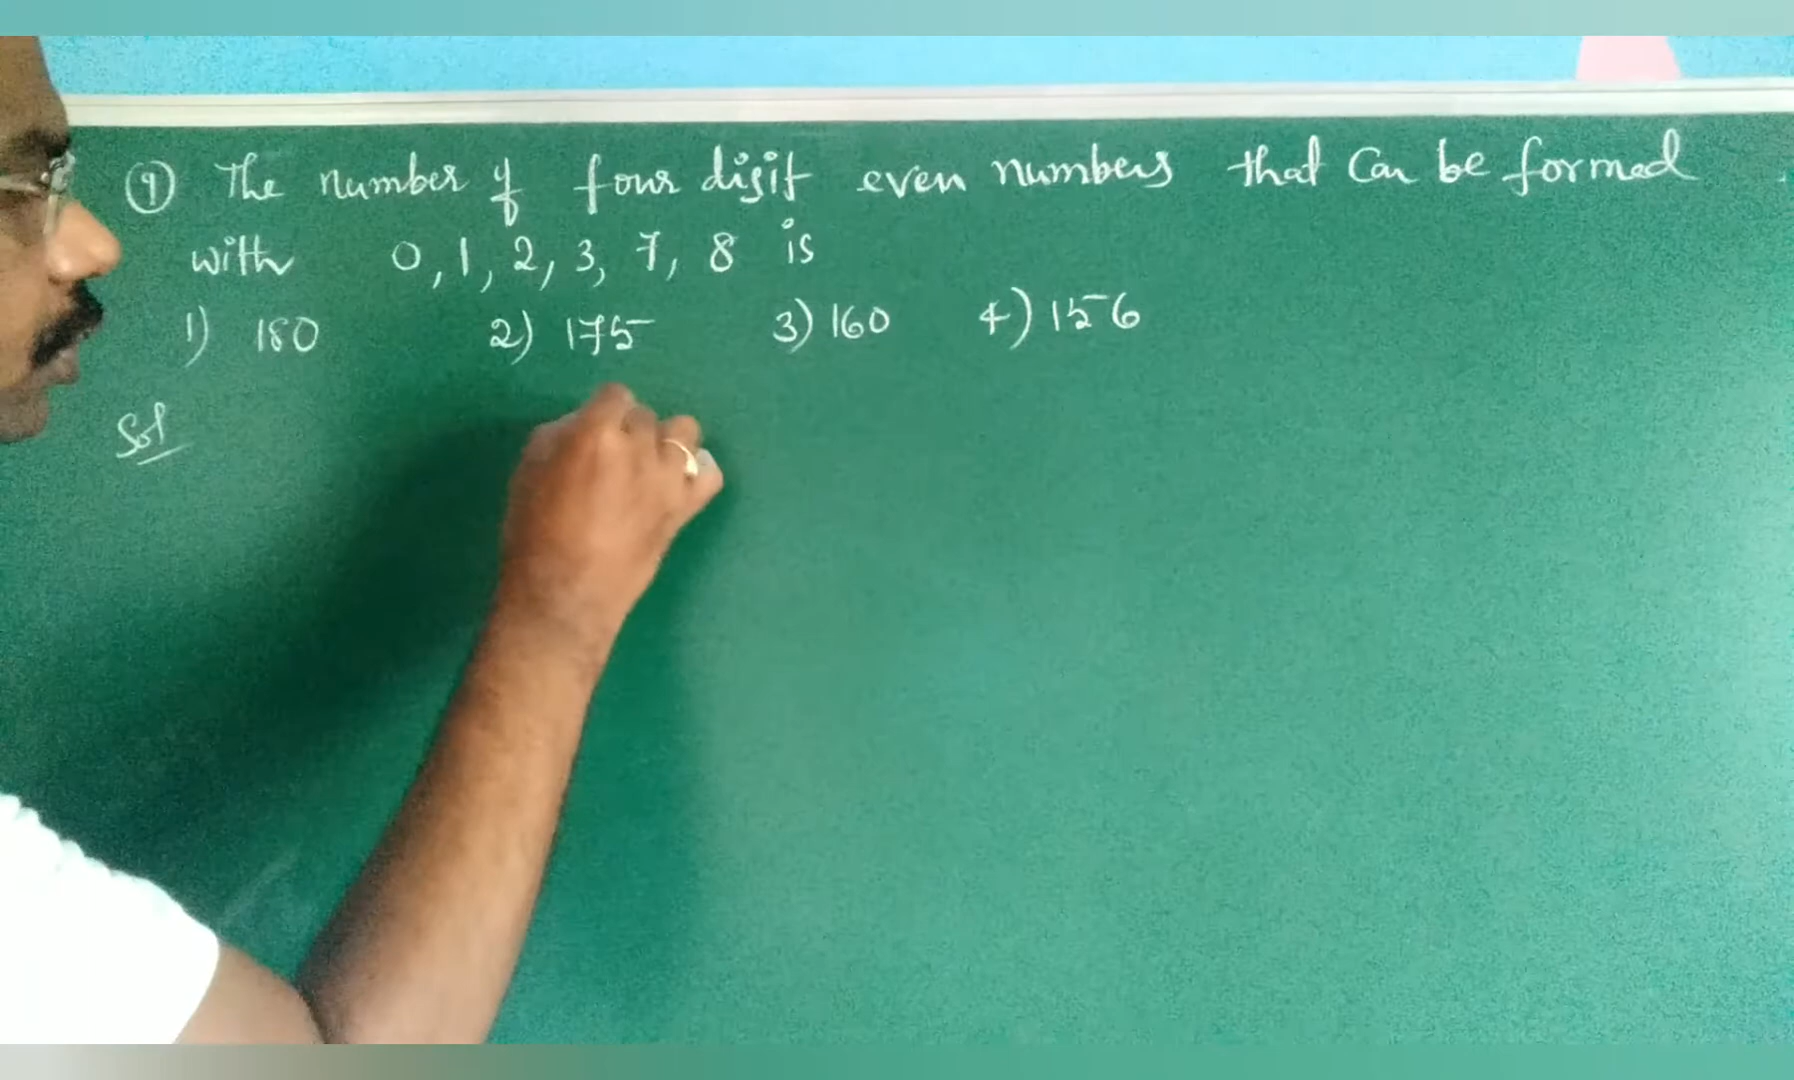 9 The number of four digit even numbers that can be formed
with 0, 1, 2, 3, 7, 8 is
1) 180 2) 175 3) 160 4) 156
Sol